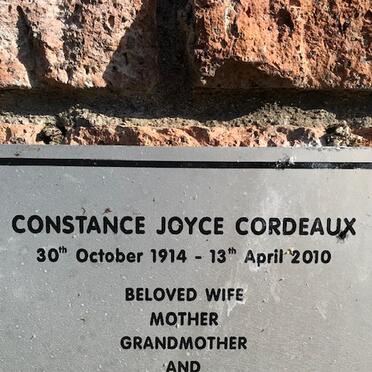 CONSTANCE JOYCE CORDEAUX
30th October 1914 - 13th April 2010
BELOVED WIFE
MOTHER
GRANDMOTHER
AND